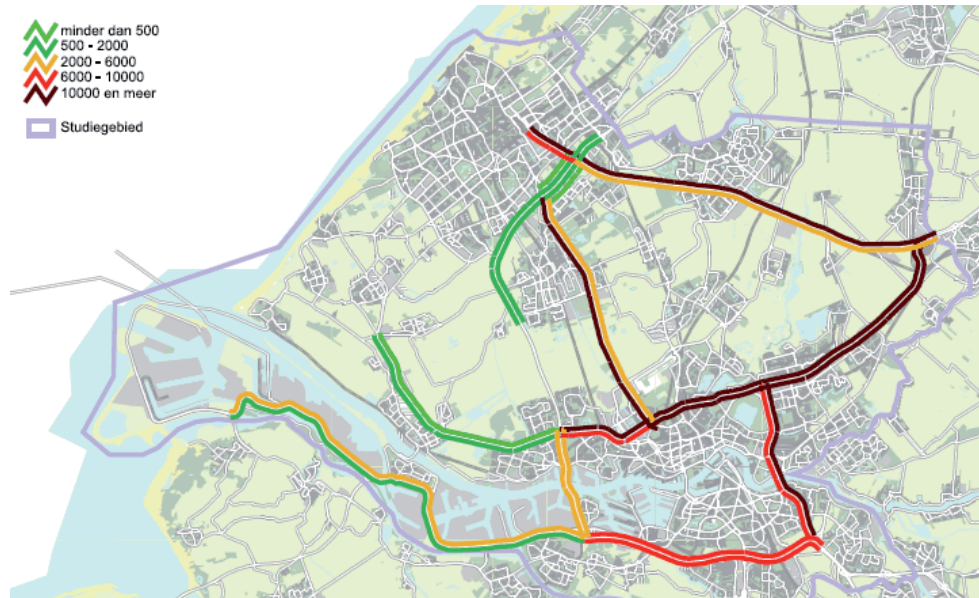 minder dan 500
500 - 2000
2000 - 6000
6000 - 10000
10000 en meer
Studiegebied